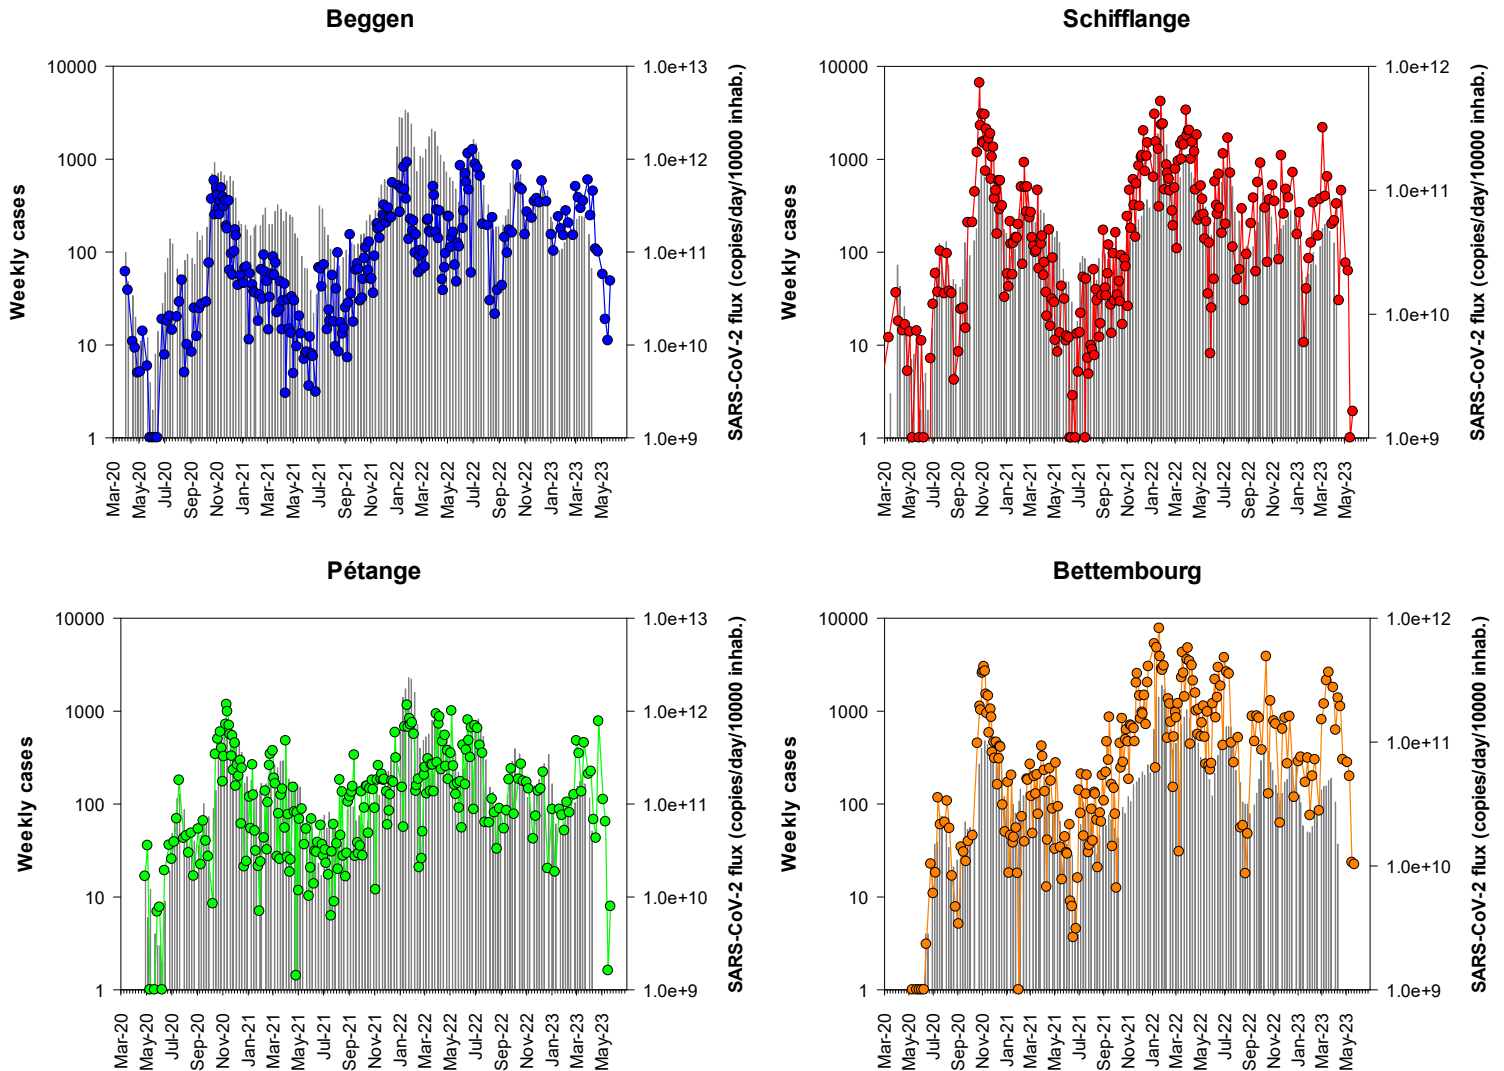 Beggen
10000
1000
100
10
1
Weekly cases
1.0e+13
1.0e+12
1.0e+11
1.0e+10
1.0e+9
SARS-CoV-2 flux (copies/day/10000 inhab.)
Mar-20
May-20
Jul-20
Sep-20
Nov-20
Jan-21
Mar-21
May-21
Jul-21
Sep-21
Nov-21
Jan-22
Mar-22
May-22
Jul-22
Sep-22
Nov-22
Jan-23
Mar-23
May-23
Schifflange
10000
1000
100
10
1
Weekly cases
1.0e+12
1.0e+11
1.0e+10
1.0e+9
SARS-CoV-2 flux (copies/day/10000 inhab.)
Mar-20
May-20
Jul-20
Sep-20
Nov-20
Jan-21
Mar-21
May-21
Jul-21
Sep-21
Nov-21
Jan-22
Mar-22
May-22
Jul-22
Sep-22
Nov-22
Jan-23
Mar-23
May-23
Pétange
10000
1000
100
10
1
Weekly cases
1.0e+13
1.0e+12
1.0e+11
1.0e+10
1.0e+9
SARS-CoV-2 flux (copies/day/10000 inhab.)
Mar-20
May-20
Jul-20
Sep-20
Nov-20
Jan-21
Mar-21
May-21
Jul-21
Sep-21
Nov-21
Jan-22
Mar-22
May-22
Jul-22
Sep-22
Nov-22
Jan-23
Mar-23
May-23
Bettembourg
10000
1000
100
10
1
Weekly cases
1.0e+12
1.0e+11
1.0e+10
1.0e+9
SARS-CoV-2 flux (copies/day/10000 inhab.)
Mar-20
May-20
Jul-20
Sep-20
Nov-20
Jan-21
Mar-21
May-21
Jul-21
Sep-21
Nov-21
Jan-22
Mar-22
May-22
Jul-22
Sep-22
Nov-22
Jan-23
Mar-23
May-23